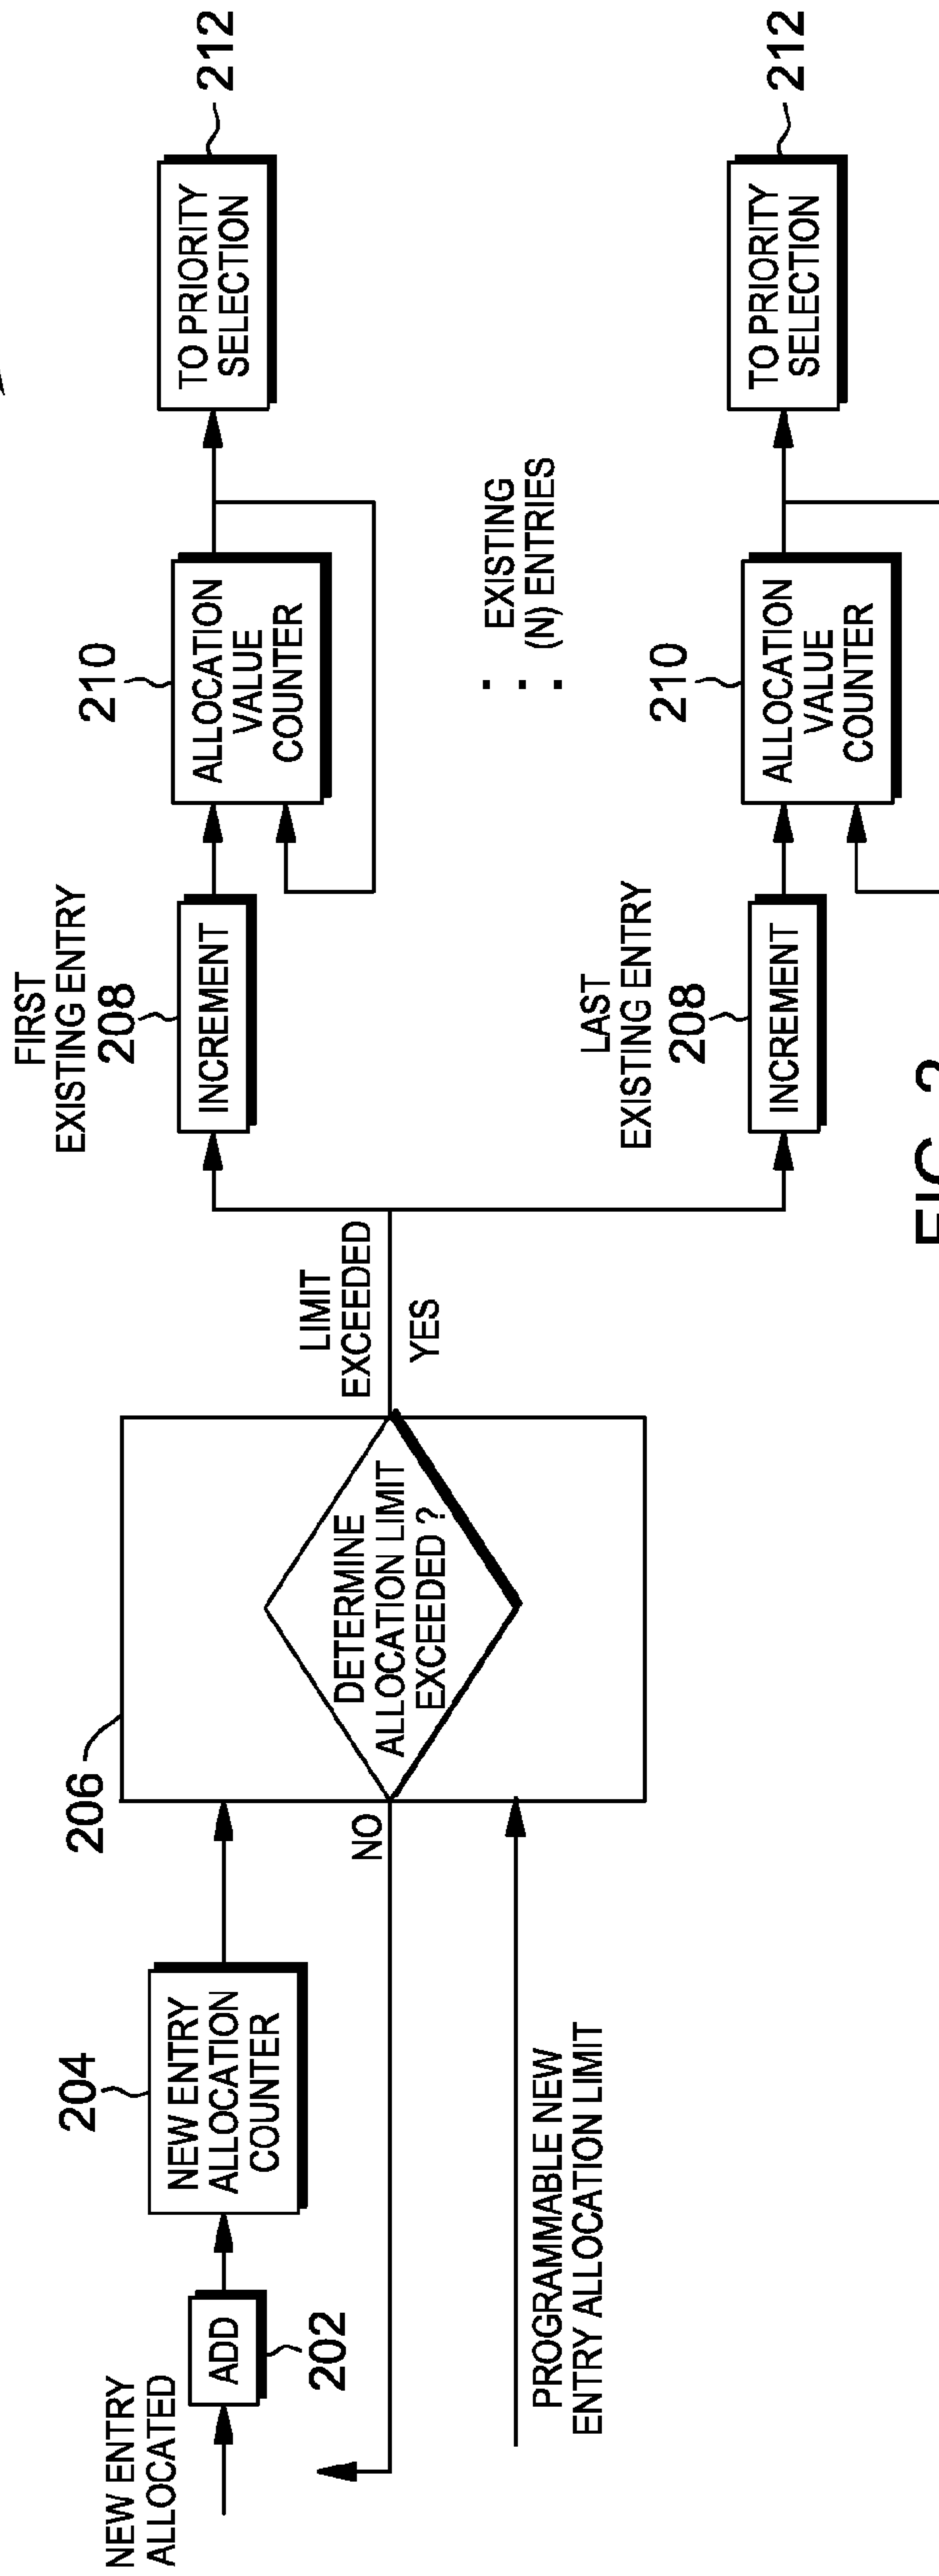 NEW ENTRY
ALLOCATED
ADD
202
204
NEW ENTRY
ALLOCATION
COUNTER
PROGRAMMABLE NEW
ENTRY ALLOCATION LIMIT
206
NO
DETERMINE
ALLOCATION LIMIT
EXCEEDED ?
LIMIT
EXCEEDED
YES
FIRST
EXISTING ENTRY
208
INCREMENT
210
ALLOCATION
VALUE
COUNTER
TO PRIORITY
SELECTION
212
EXISTING
(N) ENTRIES
LAST
EXISTING ENTRY
208
INCREMENT
210
ALLOCATION
VALUE
COUNTER
TO PRIORITY
SELECTION
212